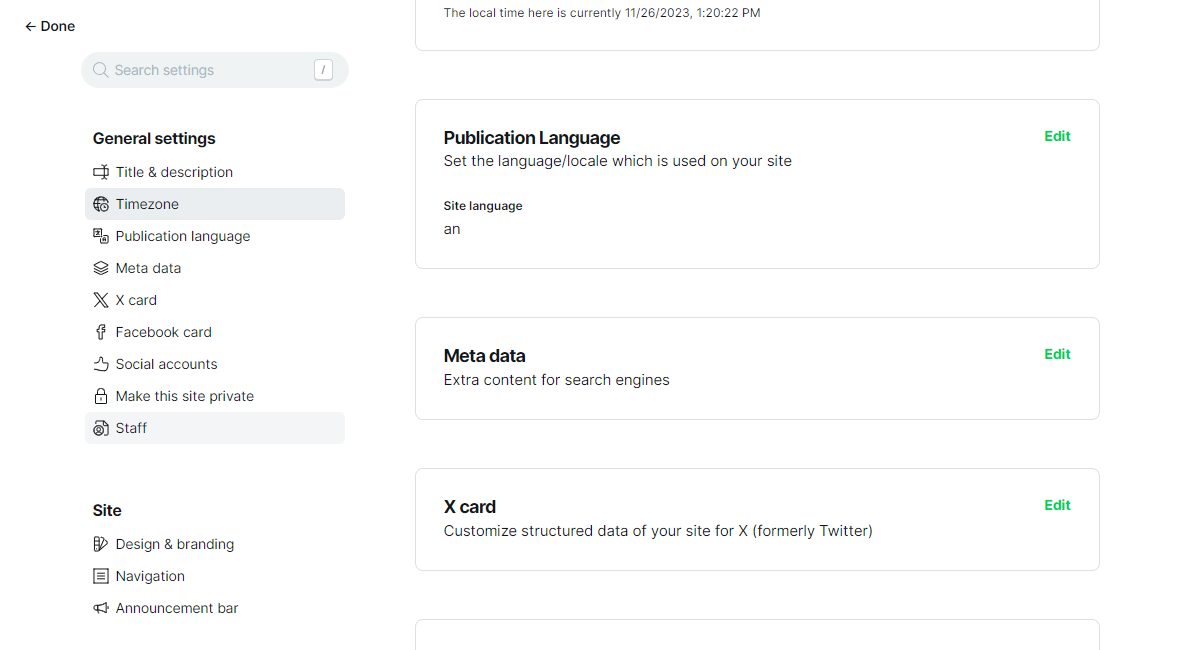 Done
Search settings
/
General settings
Title & description
Timezone
Publication language
Meta data
X card
Facebook card
Social accounts
Make this site private
Staff
Site
Design & branding
Navigation
Announcement bar
The local time here is currently 11/26/2023, 1:20:22 PM
Publication Language
Edit
Set the language/locale which is used on your site
Site language
an
Meta data
Edit
Extra content for search engines
X card
Edit
Customize structured data of your site for X (formerly Twitter)